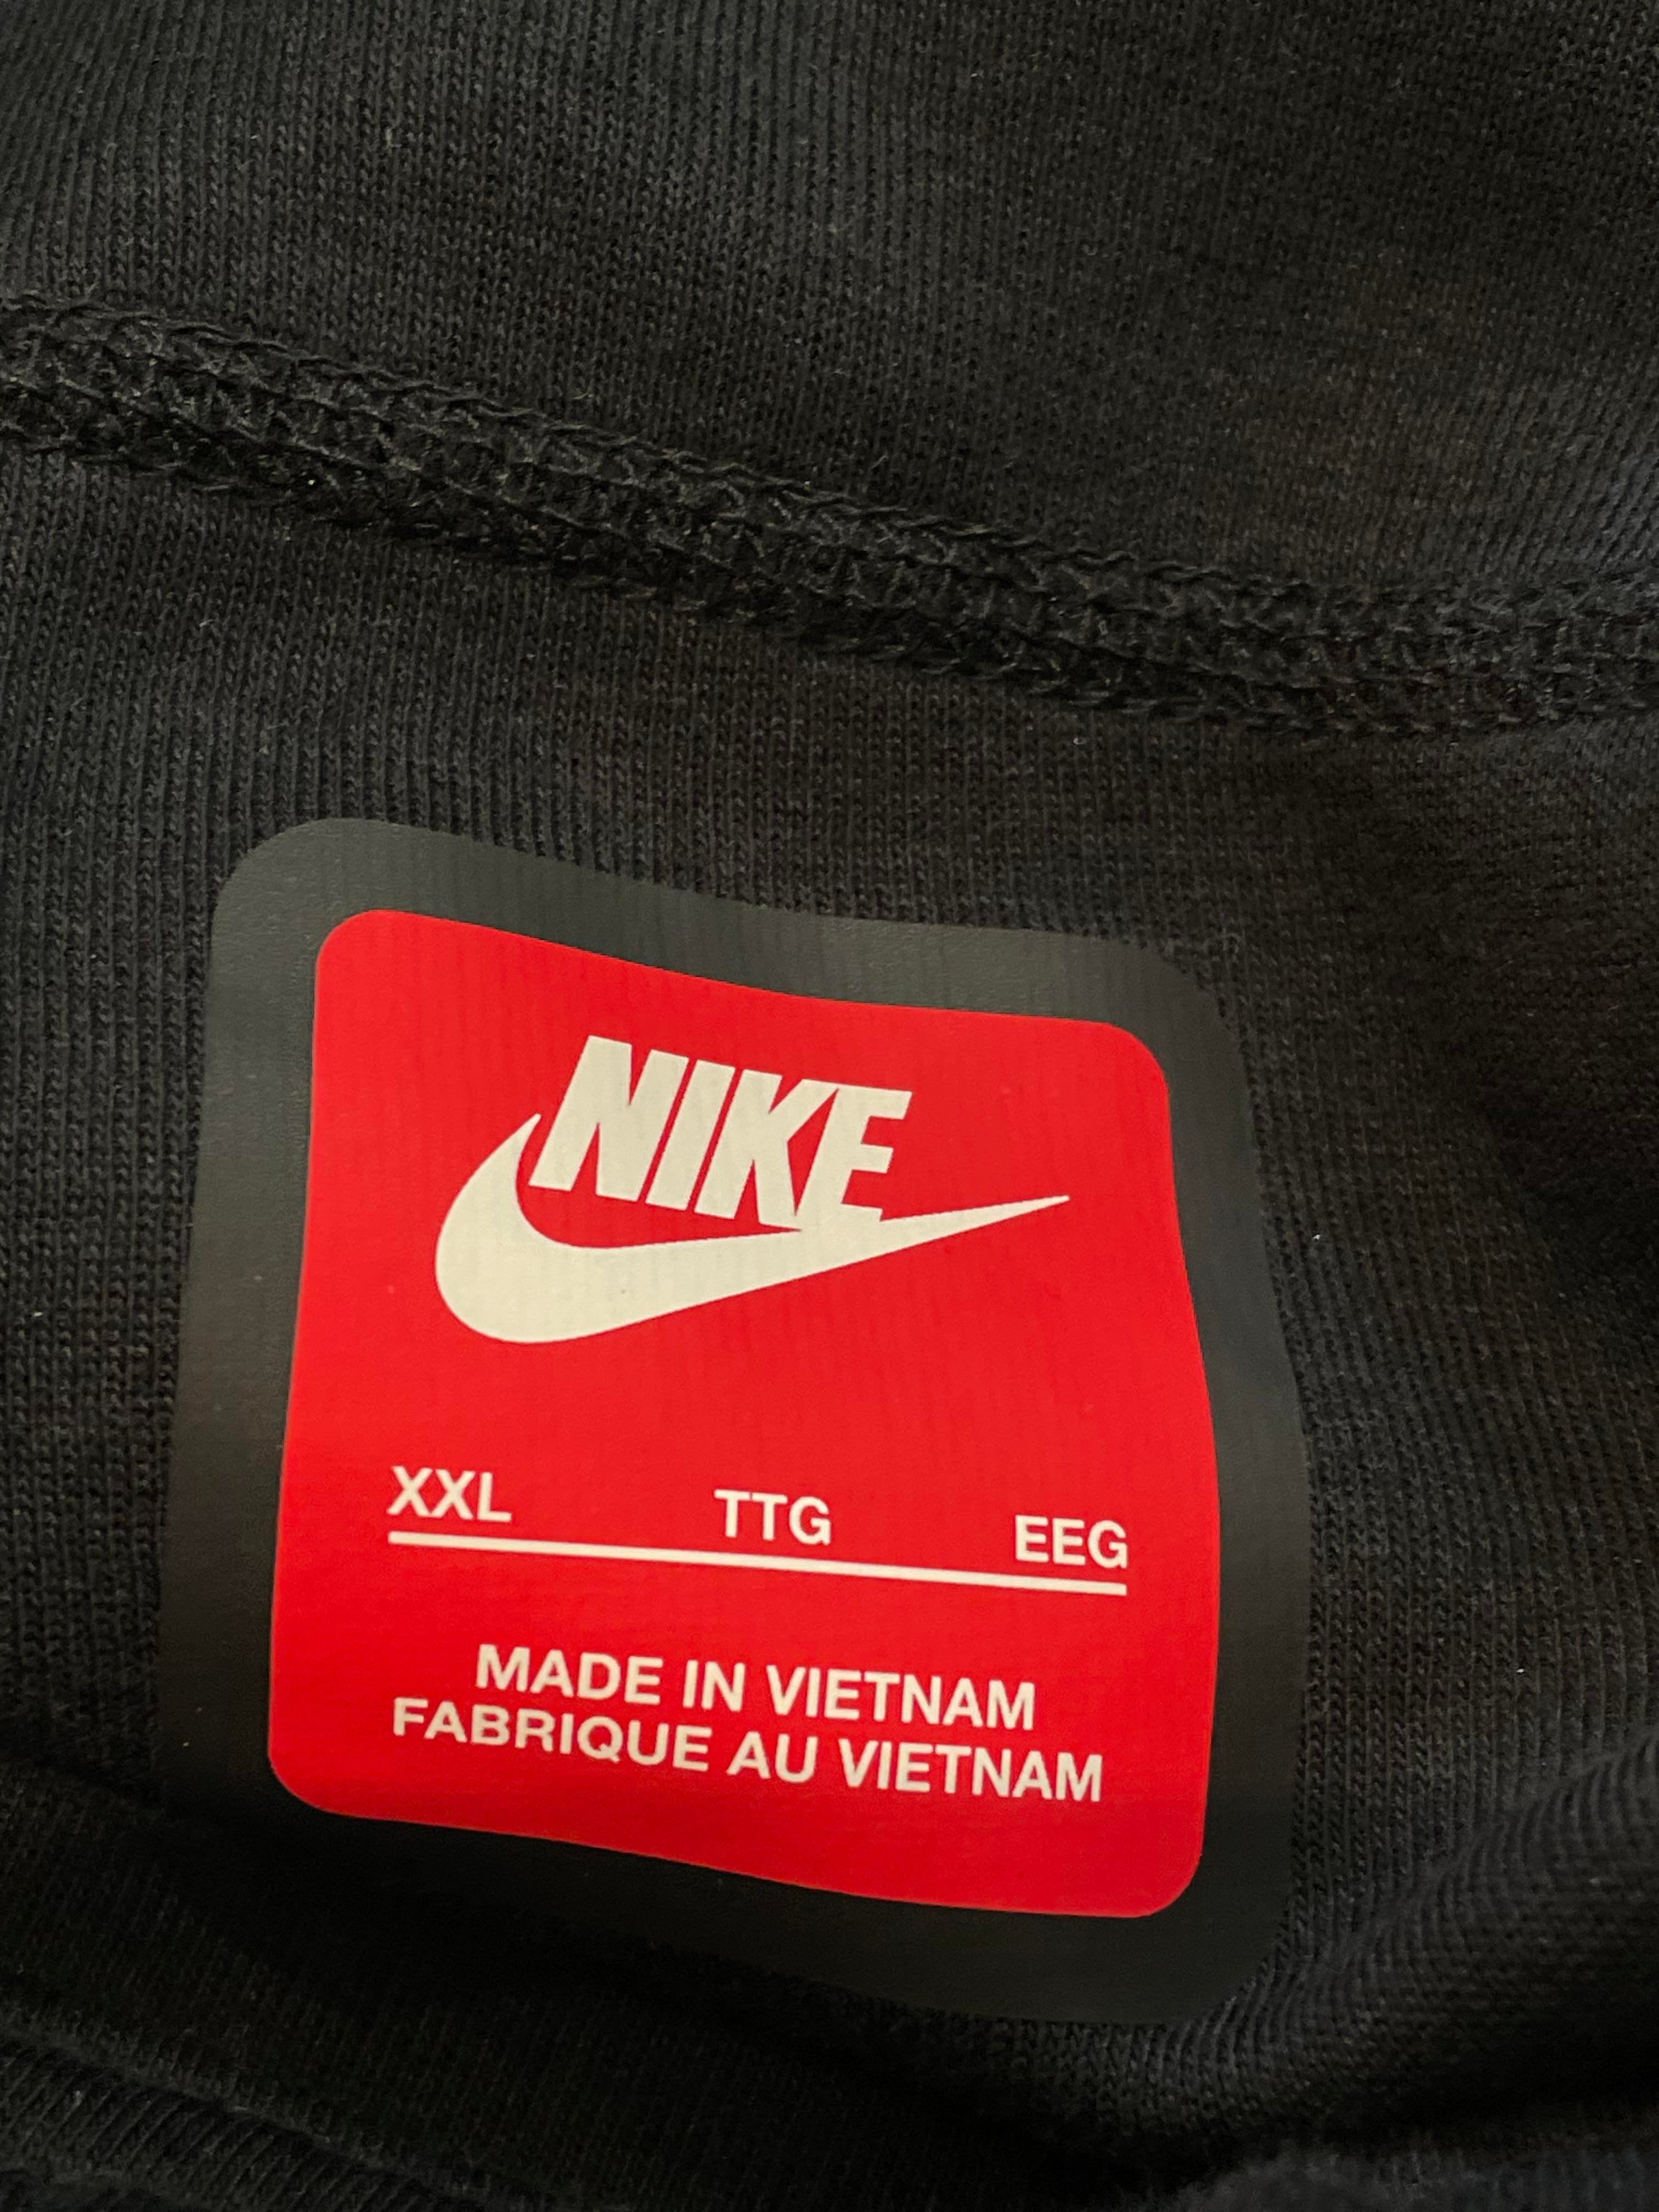 NIKE
XXL TTG EEG
MADE IN VIETNAM
FABRIQUE AU VIETNAM